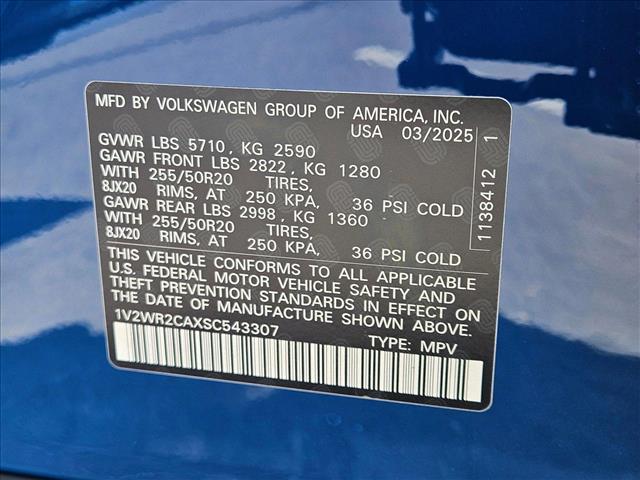 MFD BY VOLKSWAGEN GROUP OF AMERICA, INC.
USA 03/2025
GVWR LBS 5710, KG 2590
GAWR FRONT LBS 2822, KG 1280
WITH 255/50R20 TIRES,
8JX20 RIMS, AT 250 KPA, 36 PSI COLD
GAWR REAR LBS 2998, KG 1360
WITH 255/50R20 TIRES,
8JX20 RIMS, AT 250 KPA, 36 PSI COLD
THIS VEHICLE CONFORMS TO ALL APPLICABLE
U.S. FEDERAL MOTOR VEHICLE SAFETY AND
THEFT PREVENTION STANDARDS IN EFFECT ON
THE DATE OF MANUFACTURE SHOWN ABOVE.
1V2WR2CAXSC543307 TYPE: MPV
1138412 1